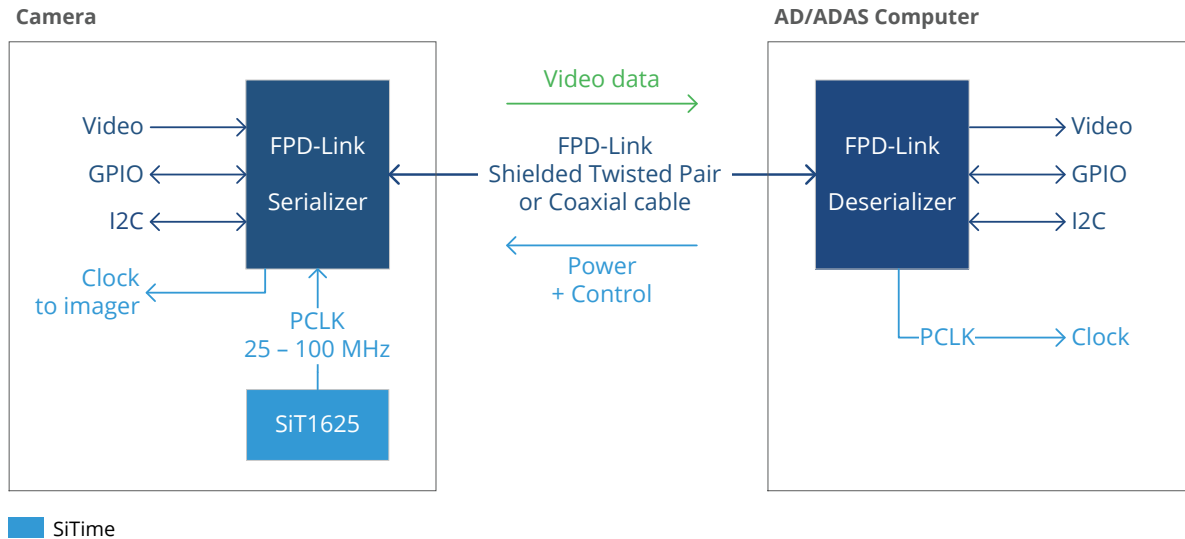 Camera
AD/ADAS Computer
Video data
Video
GPIO
I2C
FPD-Link
Serializer
FPD-Link
Shielded Twisted Pair
or Coaxial cable
FPD-Link
Deserializer
Video
GPIO
I2C
Clock
to imager
PCLK
25 – 100 MHz
SiT1625
Power
+ Control
PCLK
Clock
SiTime